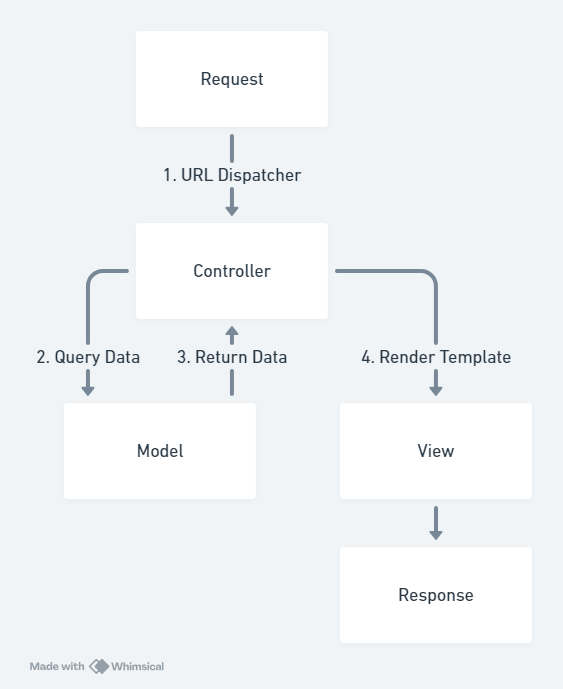 Request
1. URL Dispatcher
Controller
2. Query Data
3. Return Data
4. Render Template
Model
View
Response
Made with Whimsical